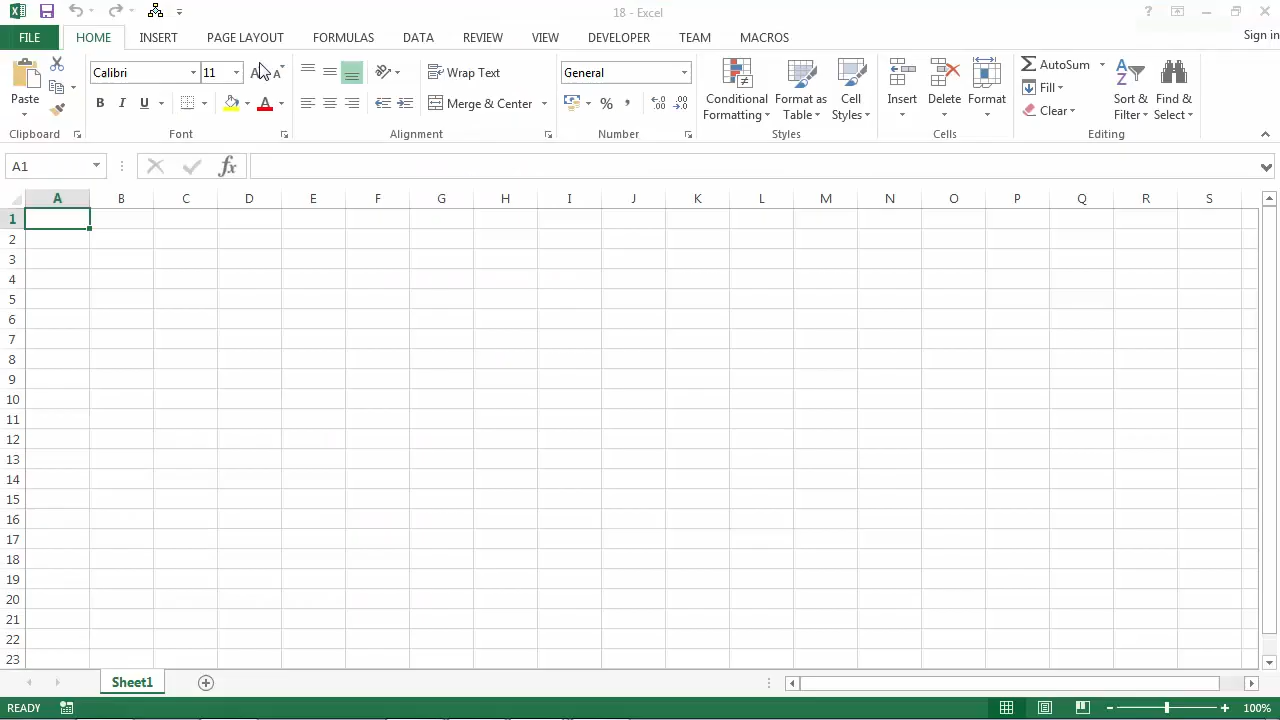 18 - Excel
FILE HOME INSERT PAGE LAYOUT FORMULAS DATA REVIEW VIEW DEVELOPER TEAM MACROS Sign in
Paste
Clipboard
Calibri 11
B I U A
Font
Wrap Text
Merge & Center
Alignment
General
% ,
Number
Conditional Formatting
Format as Table
Cell Styles
Styles
Insert
Delete
Format
Cells
AutoSum
Fill
Clear
Sort & Filter
Find & Select
Editing
A1
fx
A B C D E F G H I J K L M N O P Q R S
1
2
3
4
5
6
7
8
9
10
11
12
13
14
15
16
17
18
19
20
21
22
23
Sheet1
READY
100%